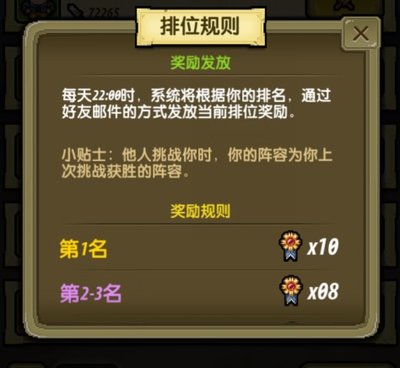 72265
排位规则
奖励发放
每天22:00时，系统将根据你的排名，通过
好友邮件的方式发放当前排位奖励。
小贴士：他人挑战你时，你的阵容为你上
次挑战获胜的阵容。
奖励规则
第1名 x10
第2-3名 x08